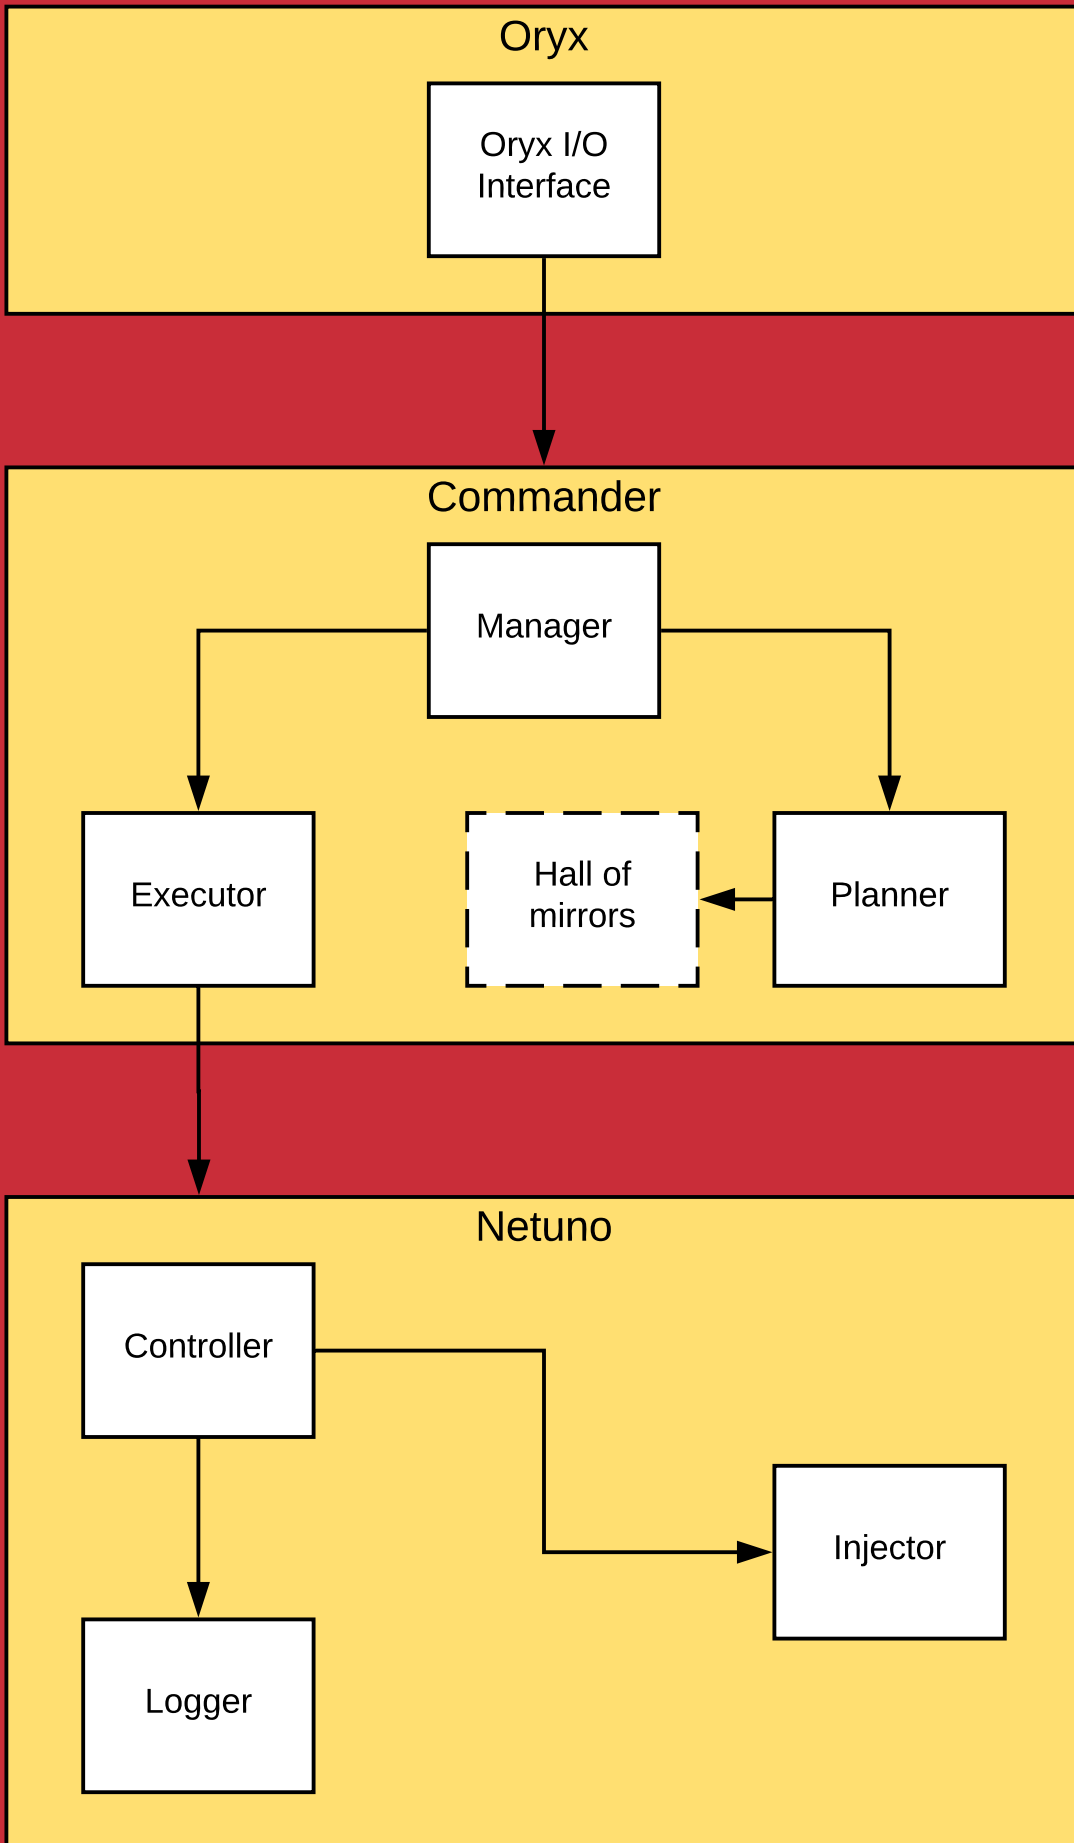 Oryx
Oryx I/O
Interface
Commander
Manager
Executor
Hall of
mirrors
Planner
Netuno
Controller
Injector
Logger